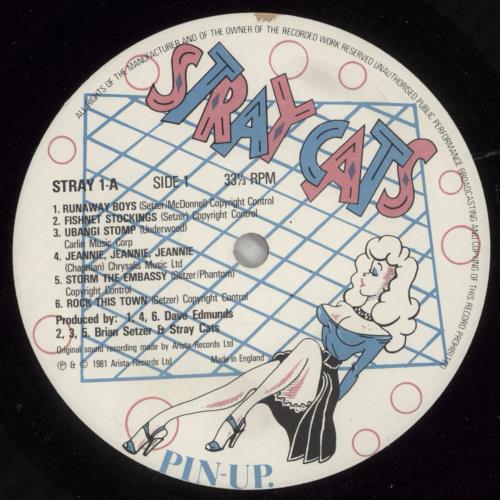 ALL RIGHTS OF THE MANUFACTURER AND OF THE OWNER OF THE RECORDED WORK RESERVED UNAUTHORISED PUBLIC PERFORMANCE BROADCASTING AND COPYING OF THIS RECORD PROHIBITED
STRAY CATS
STRAY 1-A SIDE 1 33⅓ RPM
1. RUNAWAY BOYS (Setzer/McDonnell) Copyright Control
2. FISHNET STOCKINGS (Setzer) Copyright Control
3. UBANGI STOMP (Underwood)
Carlin Music Corp
4. JEANNIE, JEANNIE, JEANNIE
(Chapman) Chrysalis Music Ltd
5. STORM THE EMBASSY (Setzer/Phantom)
Copyright Control
6. ROCK THIS TOWN (Setzer) Copyright Control
Produced by: 1, 4, 6. Dave Edmunds
2, 3, 5. Brian Setzer & Stray Cats
Original sound recording made by Arista Records Ltd
℗ & © 1981 Arista Records Ltd Made in England
PIN-UP.